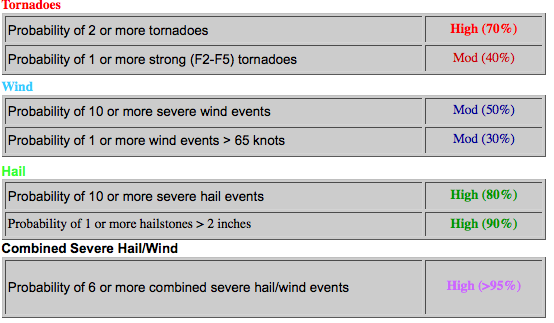 Tornadoes
Probability of 2 or more tornadoes High (70%)
Probability of 1 or more strong (F2-F5) tornadoes Mod (40%)
Wind
Probability of 10 or more severe wind events Mod (50%)
Probability of 1 or more wind events > 65 knots Mod (30%)
Hail
Probability of 10 or more severe hail events High (80%)
Probability of 1 or more hailstones > 2 inches High (90%)
Combined Severe Hail/Wind
Probability of 6 or more combined severe hail/wind events High (>95%)